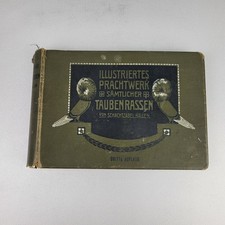 ILLUSTRIERTES
PRACHTWERK
SÄMTLICHER
TAUBENRASSEN